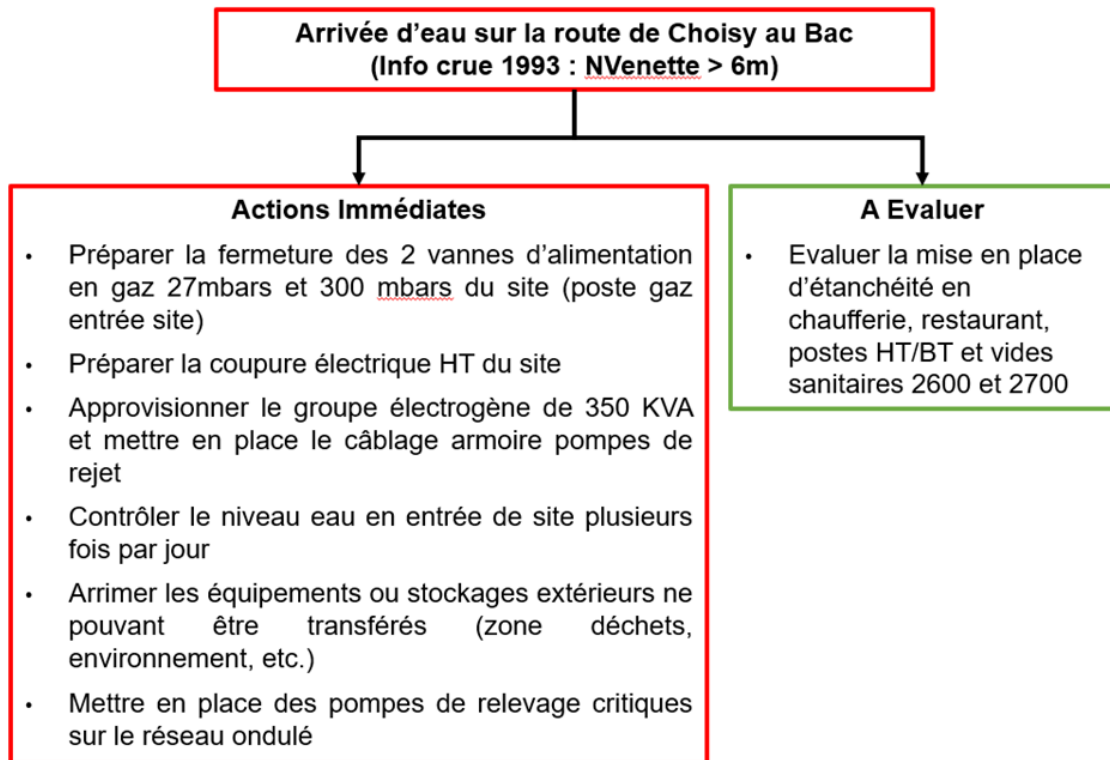 Arrivée d'eau sur la route de Choisy au Bac
(Info crue 1993 : NVenette > 6m)
Actions Immédiates
• Préparer la fermeture des 2 vannes d'alimentation
en gaz 27mbars et 300 mbars du site (poste gaz
entrée site)
• Préparer la coupure électrique HT du site
• Approvisionner le groupe électrogène de 350 KVA
et mettre en place le câblage armoire pompes de
rejet
• Contrôler le niveau eau en entrée de site plusieurs
fois par jour
• Arrimer les équipements ou stockages extérieurs ne
pouvant être transférés (zone déchets,
environnement, etc.)
• Mettre en place des pompes de relevage critiques
sur le réseau ondulé
A Evaluer
• Evaluer la mise en place
d'étanchéité en
chaufferie, restaurant,
postes HT/BT et vides
sanitaires 2600 et 2700